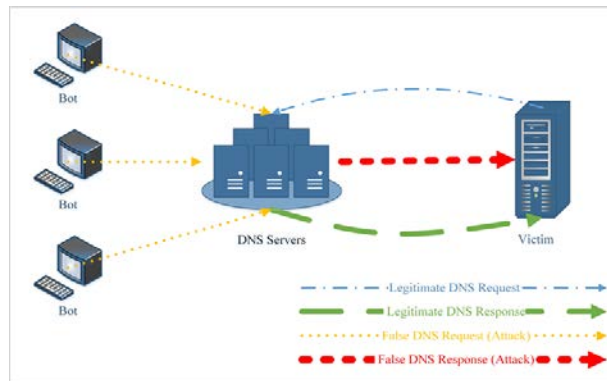 Bot
Bot
Bot
DNS Servers
Victim
Legitimate DNS Request
Legitimate DNS Response
False DNS Request (Attack)
False DNS Response (Attack)